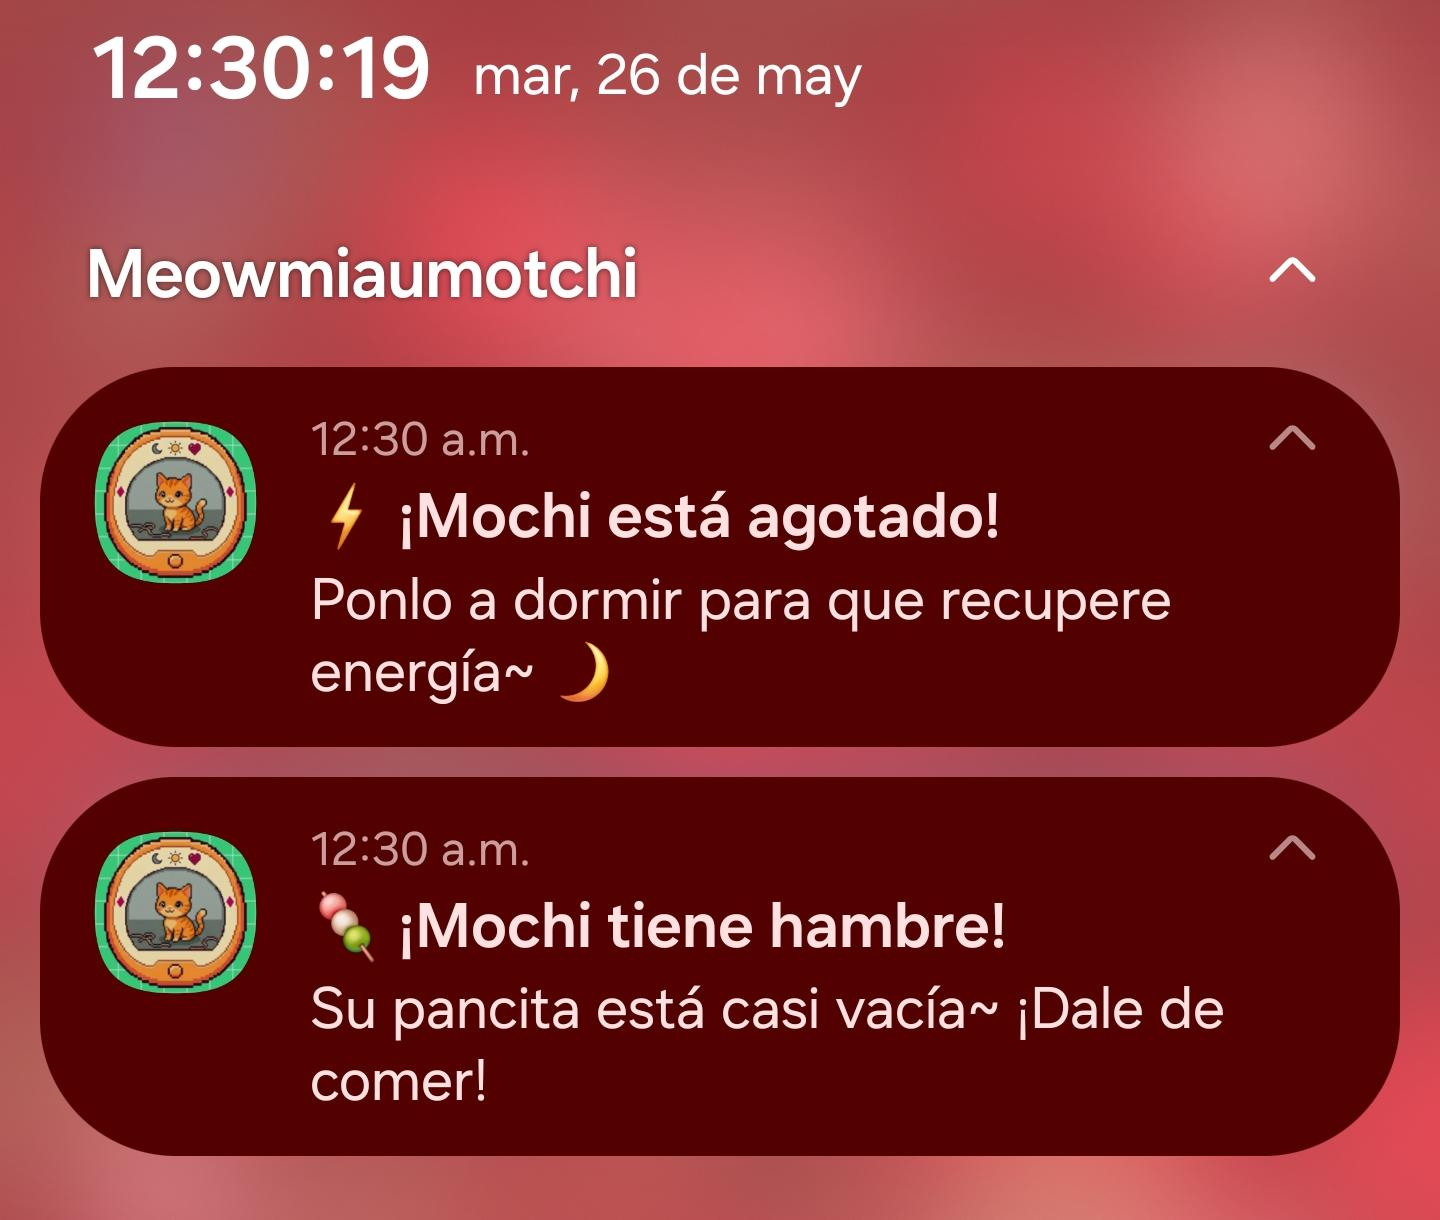 12:30:19 mar, 26 de may
Meowmiaumotchi
12:30 a.m.
⚡ ¡Mochi está agotado!
Ponlo a dormir para que recupere
energía~ 🌙
12:30 a.m.
🍡 ¡Mochi tiene hambre!
Su pancita está casi vacía~ ¡Dale de
comer!